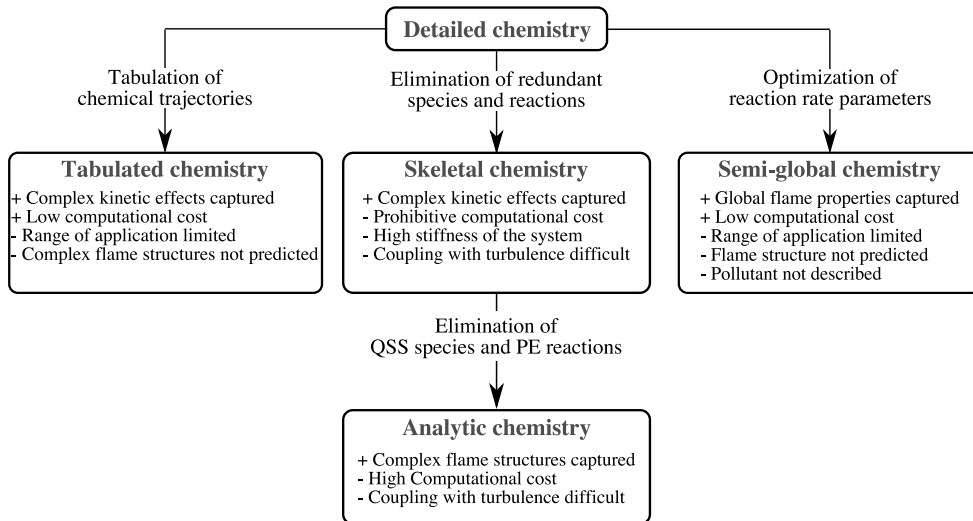 Detailed chemistry
Tabulation of
chemical trajectories
Elimination of redundant
species and reactions
Optimization of
reaction rate parameters
Tabulated chemistry
+ Complex kinetic effects captured
+ Low computational cost
- Range of application limited
- Complex flame structures not predicted
Skeletal chemistry
+ Complex kinetic effects captured
- Prohibitive computational cost
- High stiffness of the system
- Coupling with turbulence difficult
Semi-global chemistry
+ Global flame properties captured
+ Low computational cost
- Range of application limited
- Flame structure not predicted
- Pollutant not described
Elimination of
QSS species and PE reactions
Analytic chemistry
+ Complex flame structures captured
- High Computational cost
- Coupling with turbulence difficult